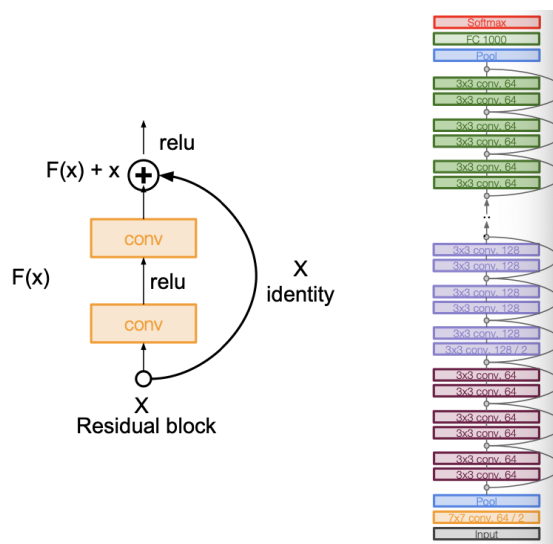 relu
F(x) + x
conv
F(x)
relu
X
identity
conv
X
Residual block
Softmax
FC 1000
Pool
3x3 conv, 64
3x3 conv, 64
3x3 conv, 64
3x3 conv, 64
3x3 conv, 64
3x3 conv, 64
..
3x3 conv, 128
3x3 conv, 128
3x3 conv, 128
3x3 conv, 128
3x3 conv, 128
3x3 conv, 128 / 2
3x3 conv, 64
3x3 conv, 64
3x3 conv, 64
3x3 conv, 64
3x3 conv, 64
3x3 conv, 64
Pool
7x7 conv, 64 / 2
Input